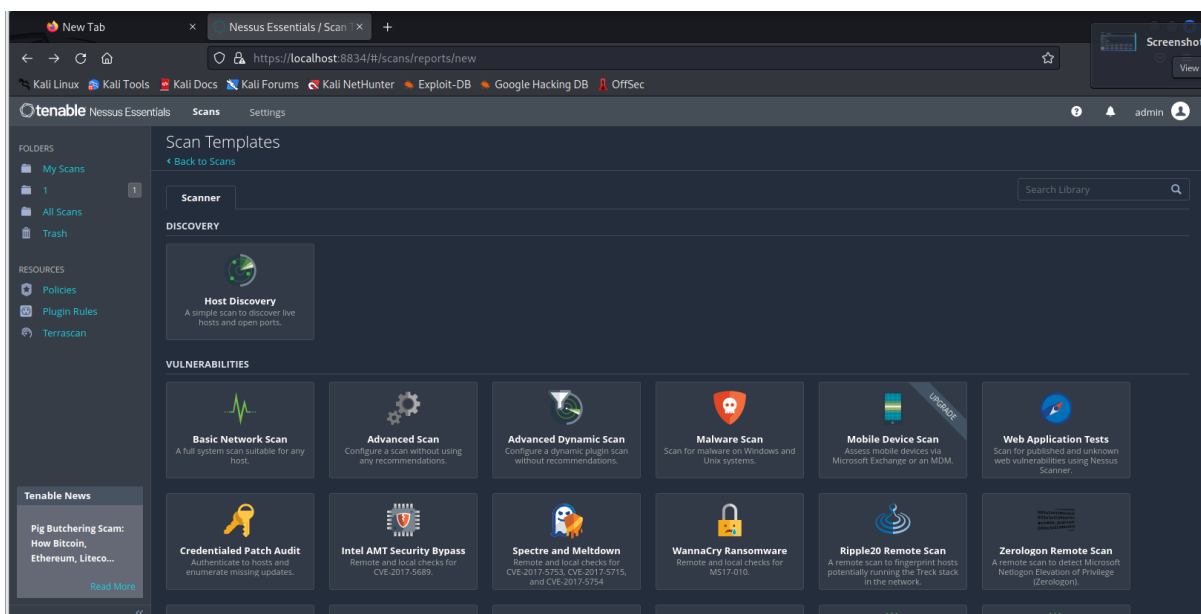 New Tab
Nessus Essentials / Scan T
https://localhost:8834/#/scans/reports/new
Screenshot
View
Kali Linux Kali Tools Kali Docs Kali Forums Kali NetHunter Exploit-DB Google Hacking DB OffSec
tenable Nessus Essentials Scans Settings admin
FOLDERS
My Scans
1 1
All Scans
Trash
RESOURCES
Policies
Plugin Rules
Terrascan
Tenable News
Pig Butchering Scam:
How Bitcoin,
Ethereum, Liteco...
Read More
Scan Templates
Back to Scans
Scanner
Search Library
DISCOVERY
Host Discovery
A simple scan to discover live
hosts and open ports.
VULNERABILITIES
Basic Network Scan
A full system scan suitable for any
host.
Advanced Scan
Configure a scan without using
any recommendations.
Advanced Dynamic Scan
Configure a dynamic plugin scan
without recommendations.
Malware Scan
Scan for malware on Windows and
Unix systems.
UPGRADE
Mobile Device Scan
Assess mobile devices via
Microsoft Exchange or an MDM.
Web Application Tests
Scan for published and unknown
web vulnerabilities using Nessus
Scanner.
Credentialed Patch Audit
Authenticate to hosts and
enumerate missing updates.
Intel AMT Security Bypass
Remote and local checks for
CVE-2017-5689.
Spectre and Meltdown
Remote and local checks for
CVE-2017-5753, CVE-2017-5715,
and CVE-2017-5754
WannaCry Ransomware
Remote and local checks for
MS17-010.
Ripple20 Remote Scan
A remote scan to fingerprint hosts
potentially running the Treck stack
in the network.
Zerologon Remote Scan
A remote scan to detect Microsoft
Netlogon Elevation of Privilege
(Zerologon).